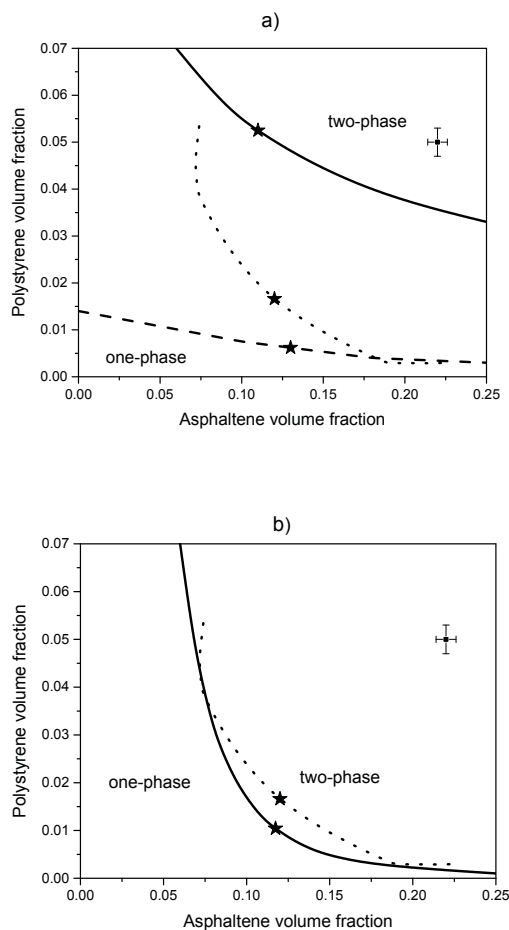 a)
0.07
0.06
0.05
0.04
0.03
0.02
0.01
0.00
Polystyrene volume fraction
two-phase
one-phase
0.00 0.05 0.10 0.15 0.20 0.25
Asphaltene volume fraction
b)
0.07
0.06
0.05
0.04
0.03
0.02
0.01
0.00
Polystyrene volume fraction
one-phase two-phase
0.00 0.05 0.10 0.15 0.20 0.25
Asphaltene volume fraction